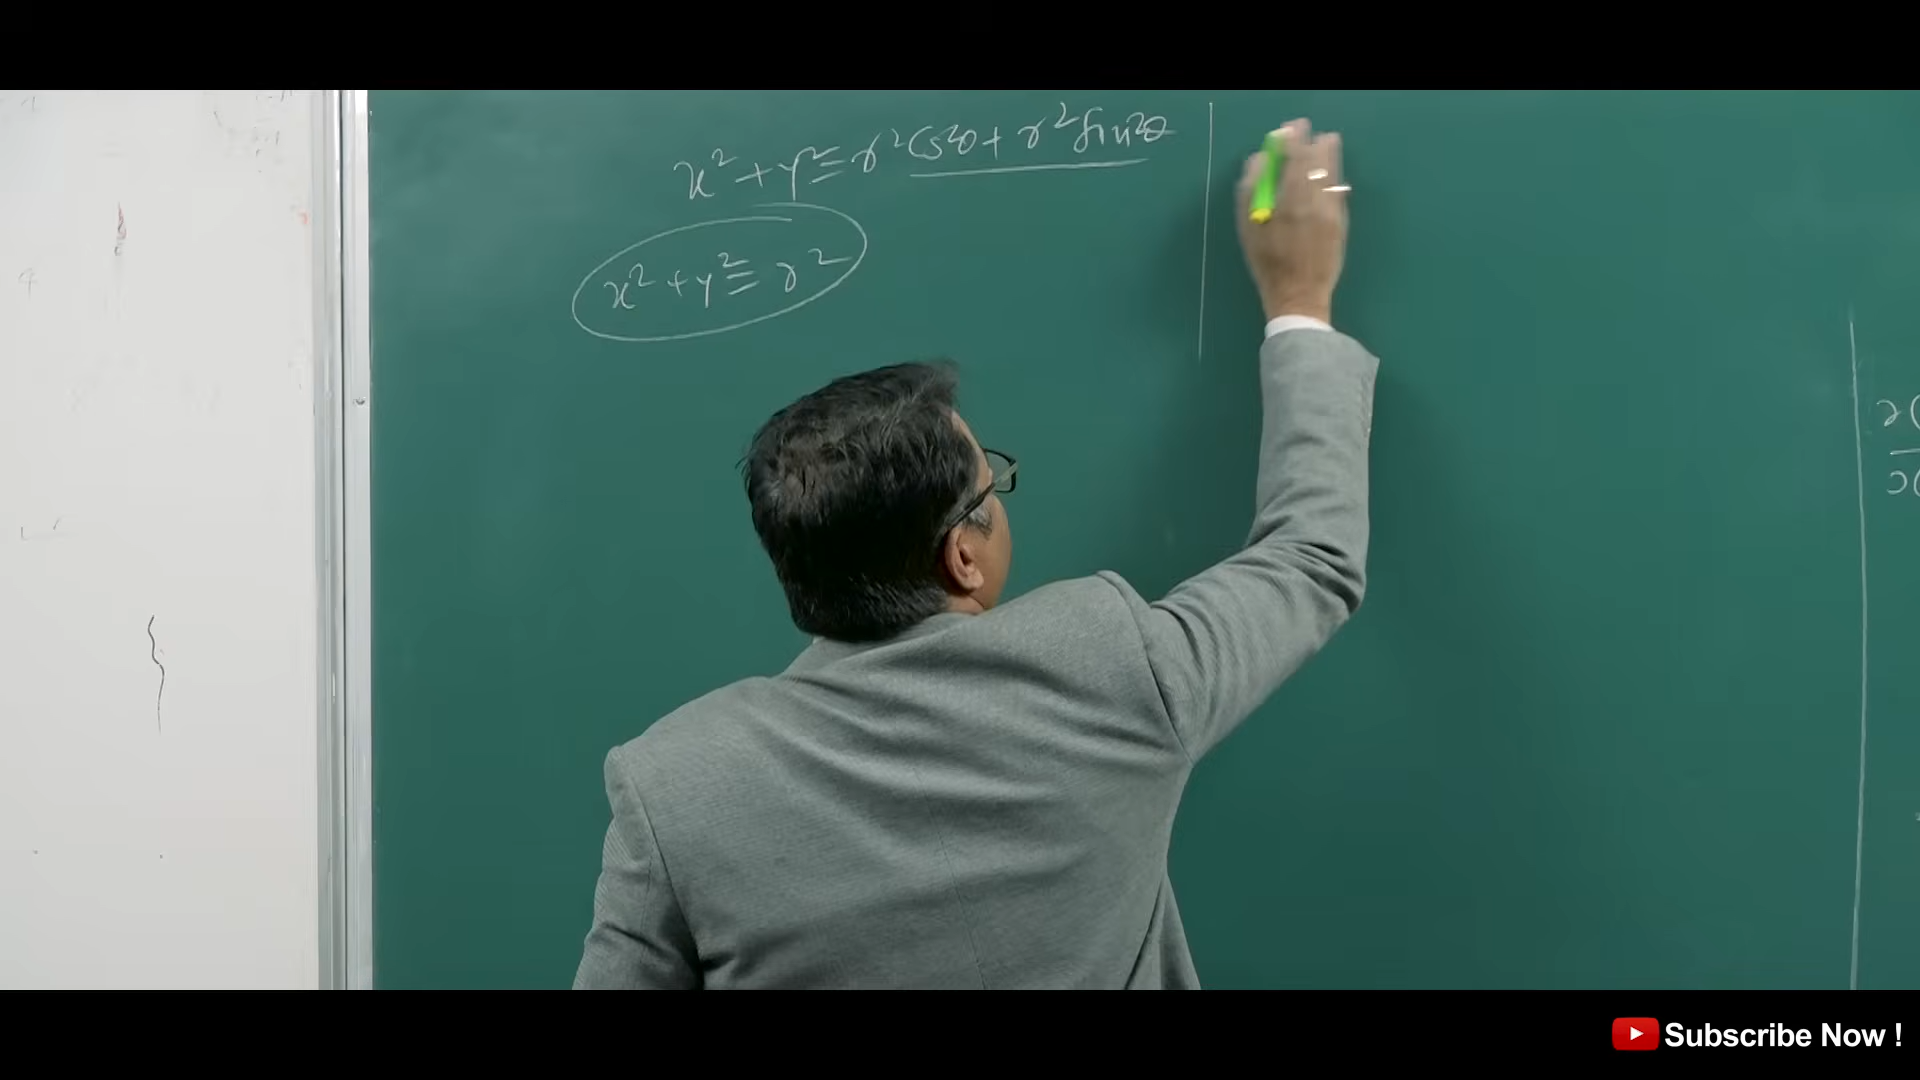 x² + y² = r² cos²θ + r² sin²θ
x² + y² = r²
∂(
∂(
Subscribe Now !